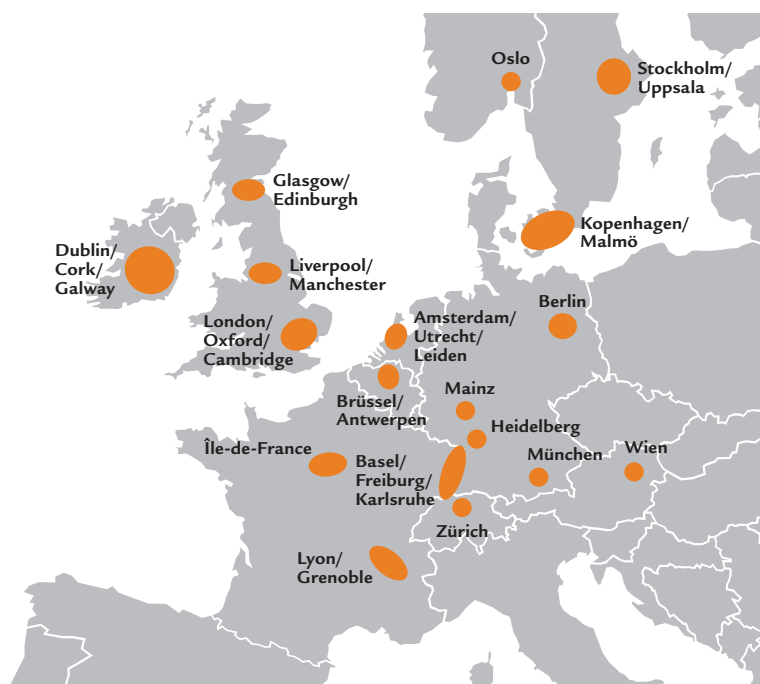 Oslo
Stockholm/
Uppsala
Glasgow/
Edinburgh
Kopenhagen/
Malmö
Dublin/
Cork/
Galway
Liverpool/
Manchester
London/
Oxford/
Cambridge
Amsterdam/
Utrecht/
Leiden
Berlin
Brüssel/
Antwerpen
Mainz
Heidelberg
Île-de-France
Basel/
Freiburg/
Karlsruhe
München
Wien
Zürich
Lyon/
Grenoble